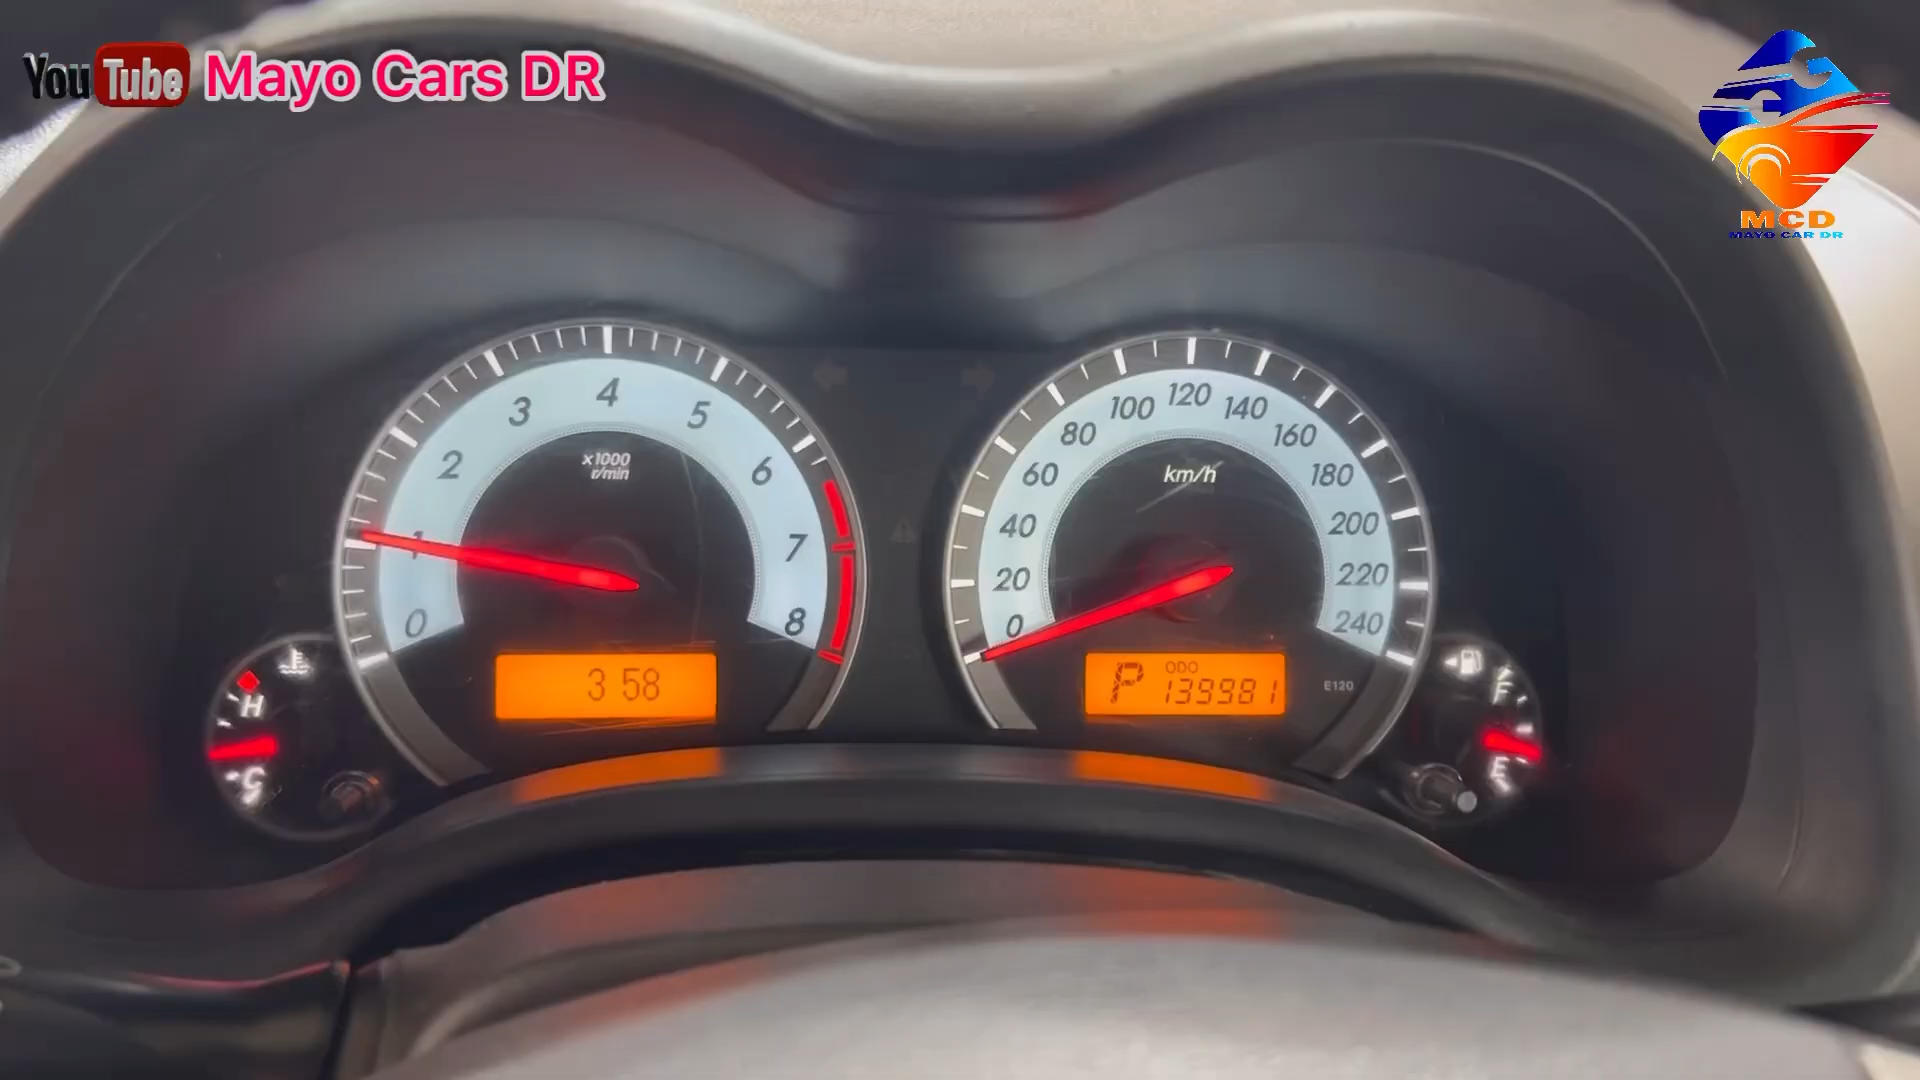 YouTube Mayo Cars DR
MCD
MAYO CAR DR
0 1 2 3 4 5 6 7 8
x1000
r/min
3 58
0 20 40 60 80 100 120 140 160 180 200 220 240
km/h
P ODO
139981
E120
H
C
F
E